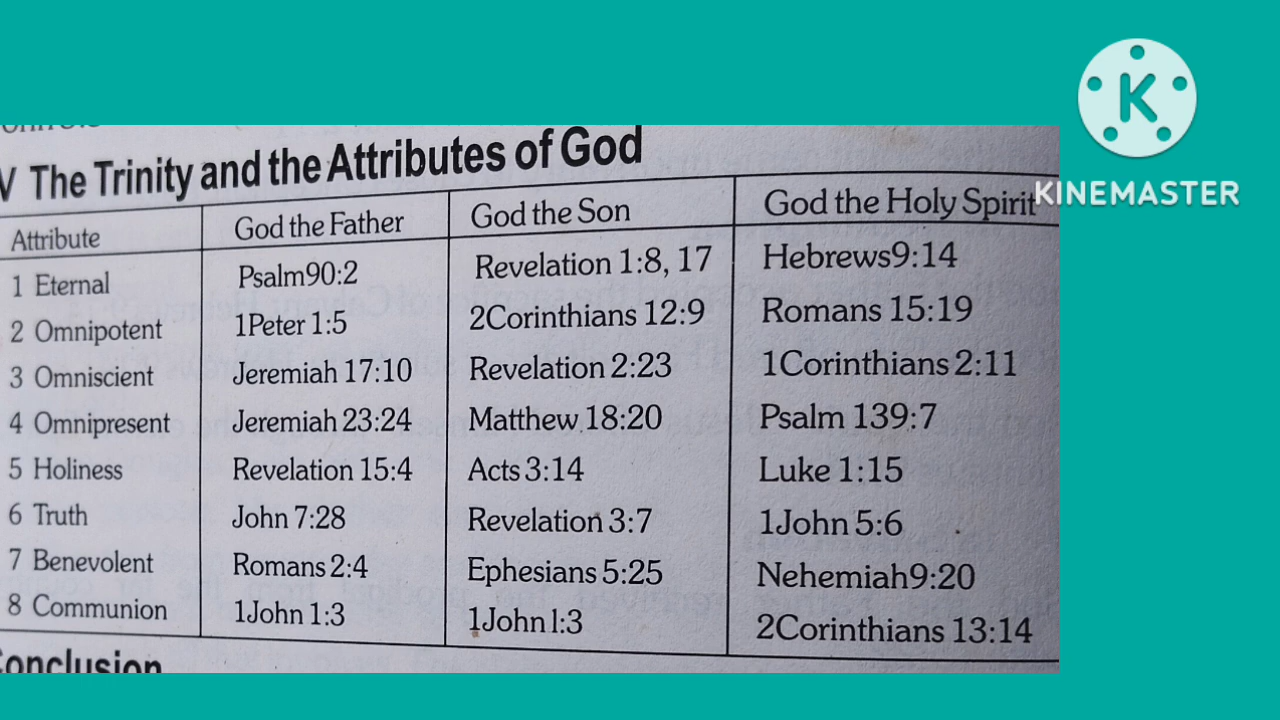 K
KINEMASTER
V The Trinity and the Attributes of God
Attribute God the Father God the Son God the Holy Spirit
1 Eternal Psalm90:2 Revelation 1:8, 17 Hebrews9:14
2 Omnipotent 1Peter 1:5 2Corinthians 12:9 Romans 15:19
3 Omniscient Jeremiah 17:10 Revelation 2:23 1Corinthians 2:11
4 Omnipresent Jeremiah 23:24 Matthew 18:20 Psalm 139:7
5 Holiness Revelation 15:4 Acts 3:14 Luke 1:15
6 Truth John 7:28 Revelation 3:7 1John 5:6
7 Benevolent Romans 2:4 Ephesians 5:25 Nehemiah9:20
8 Communion 1John 1:3 1John l:3 2Corinthians 13:14
Conclusion